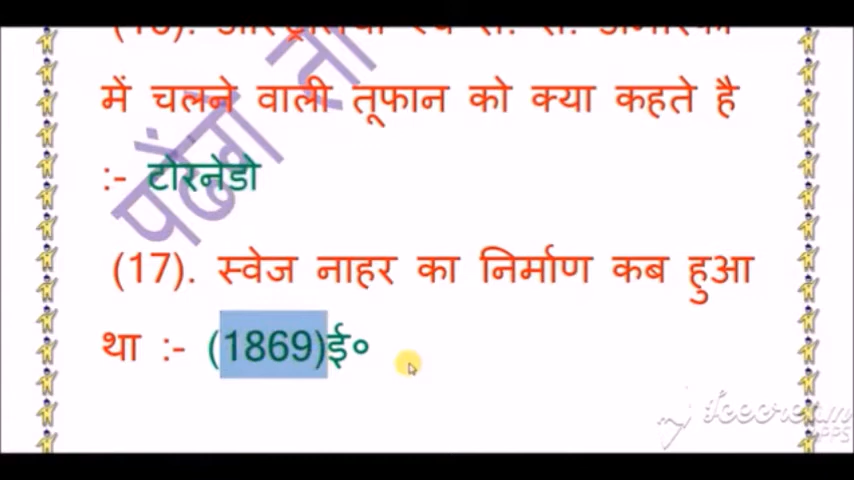 में चलने वाली तूफान को क्या कहते है
:- टोरनेडो
(17). स्वेज नाहर का निर्माण कब हुआ
था :- (1869)ई०